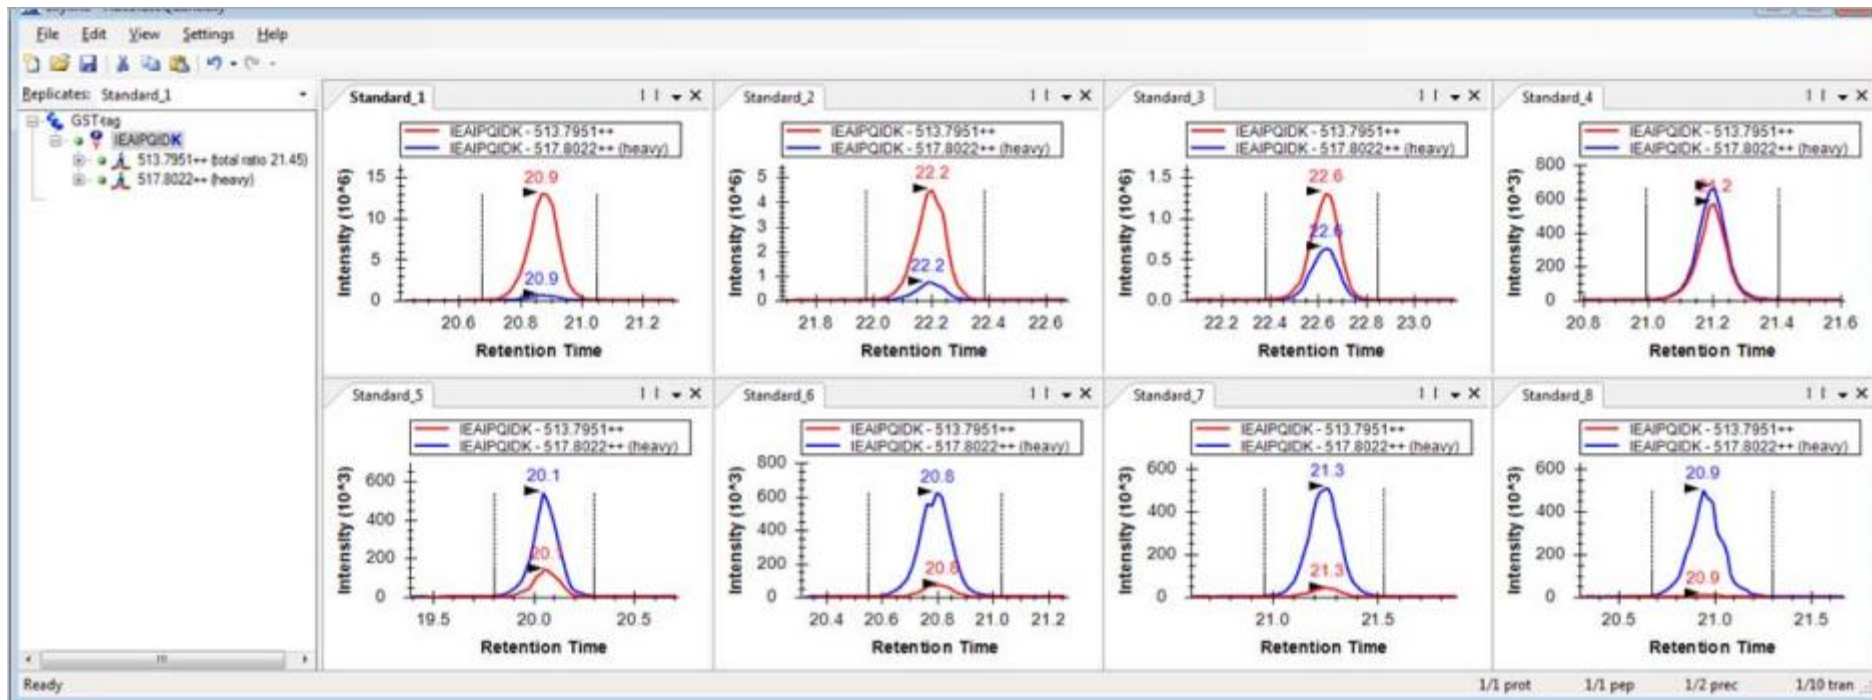 File Edit View Settings Help
Replicates: Standard_1
GST-tag
IEAIPQIDK
513.7951++ (total ratio 21.45)
517.8022++ (heavy)
Standard_1
IEAIPQIDK - 513.7951++
IEAIPQIDK - 517.8022++ (heavy)
Intensity (10^6)
15
10
5
0
20.9
20.9
20.6 20.8 21.0 21.2
Retention Time
Standard_2
IEAIPQIDK - 513.7951++
IEAIPQIDK - 517.8022++ (heavy)
Intensity (10^6)
5
4
3
2
1
0
22.2
22.2
21.8 22.0 22.2 22.4 22.6
Retention Time
Standard_3
IEAIPQIDK - 513.7951++
IEAIPQIDK - 517.8022++ (heavy)
Intensity (10^6)
1.5
1.0
0.5
0.0
22.6
22.6
22.2 22.4 22.6 22.8 23.0
Retention Time
Standard_4
IEAIPQIDK - 513.7951++
IEAIPQIDK - 517.8022++ (heavy)
Intensity (10^3)
800
600
400
200
0
20.8 21.0 21.2 21.4 21.6
Retention Time
Standard_5
IEAIPQIDK - 513.7951++
IEAIPQIDK - 517.8022++ (heavy)
Intensity (10^3)
600
400
200
0
20.1
19.5 20.0 20.5
Retention Time
Standard_6
IEAIPQIDK - 513.7951++
IEAIPQIDK - 517.8022++ (heavy)
Intensity (10^3)
800
600
400
200
0
20.8
20.8
20.4 20.6 20.8 21.0 21.2
Retention Time
Standard_7
IEAIPQIDK - 513.7951++
IEAIPQIDK - 517.8022++ (heavy)
Intensity (10^3)
600
400
200
0
21.3
21.3
21.0 21.5
Retention Time
Standard_8
IEAIPQIDK - 513.7951++
IEAIPQIDK - 517.8022++ (heavy)
Intensity (10^3)
600
400
200
0
20.9
20.9
20.5 21.0 21.5
Retention Time
Ready 1/1 prot 1/1 pep 1/2 prec 1/10 tran